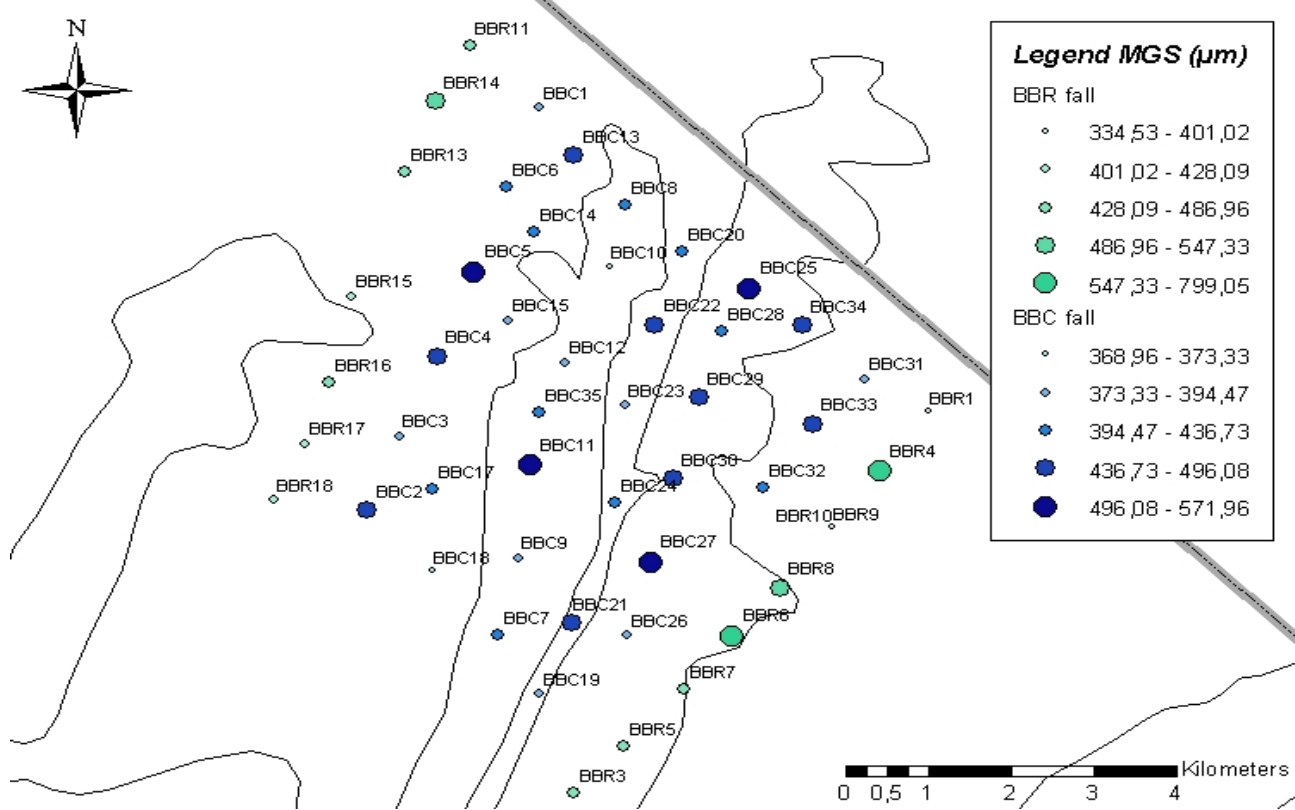 N
BBR11
BBR14
BBC1
BBC13
BBR13
BBC6
BBC8
BBC14
BBC20
BBC5
BBC10
BBC25
BBR15
BBC15
BBC22
BBC28
BBC34
BBC4
BBC12
BBR16
BBC31
BBC29
BBC35
BBC23
BBR1
BBC33
BBR17
BBC3
BBC11
BBR4
BBC30
BBC32
BBC17
BBR18
BBC2
BBC24
BBR10
BBR9
BBC27
BBC9
BBC18
BBR8
BBC21
BBC7
BBC26
BBR6
BBR7
BBC19
BBR5
BBR3
Legend MGS (µm)
BBR fall
334,53 - 401,02
401,02 - 428,09
428,09 - 486,96
486,96 - 547,33
547,33 - 799,05
BBC fall
368,96 - 373,33
373,33 - 394,47
394,47 - 436,73
436,73 - 496,08
496,08 - 571,96
Kilometers
0 0,5 1 2 3 4